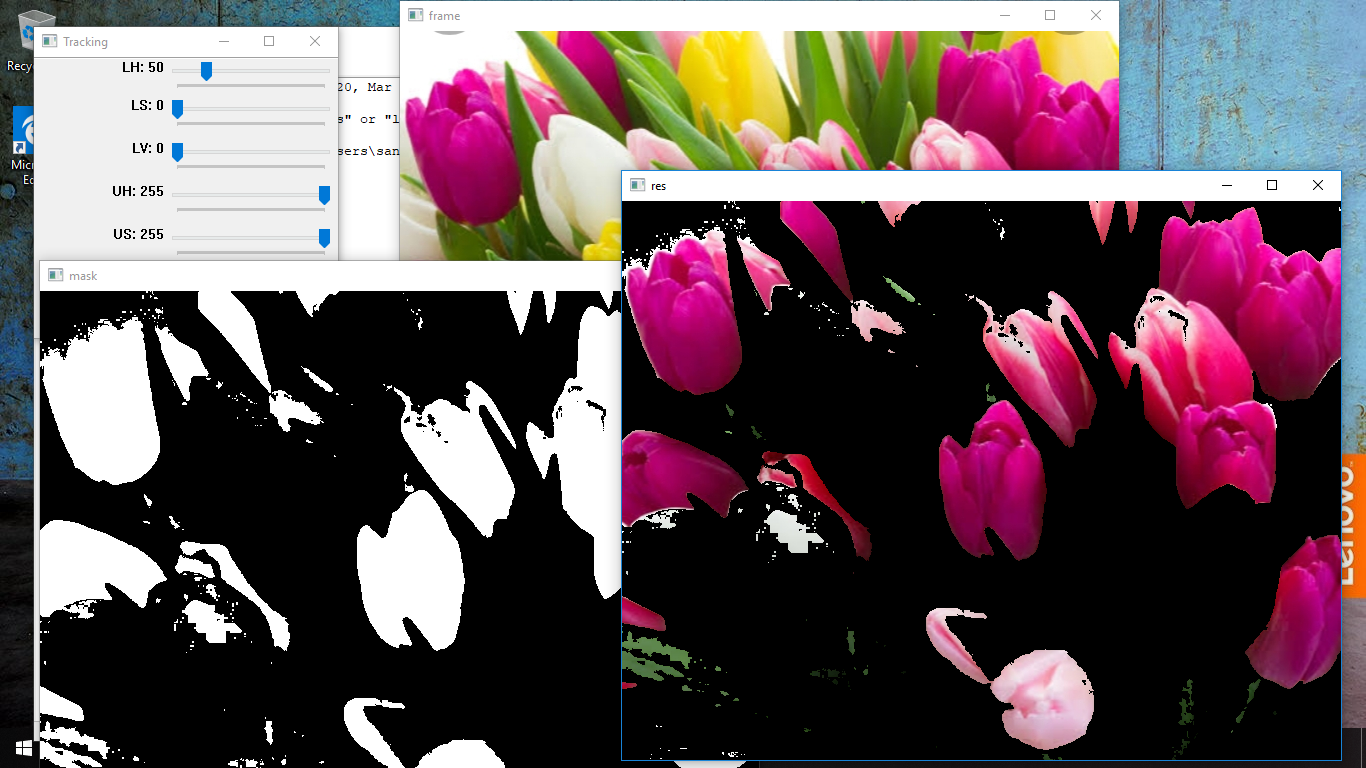 frame
Tracking
Recy
LH: 50
20, Mar
LS: 0
s" or "l
LV: 0
sers\san
Micr
Ed
res
UH: 255
US: 255
mask
Lenovo